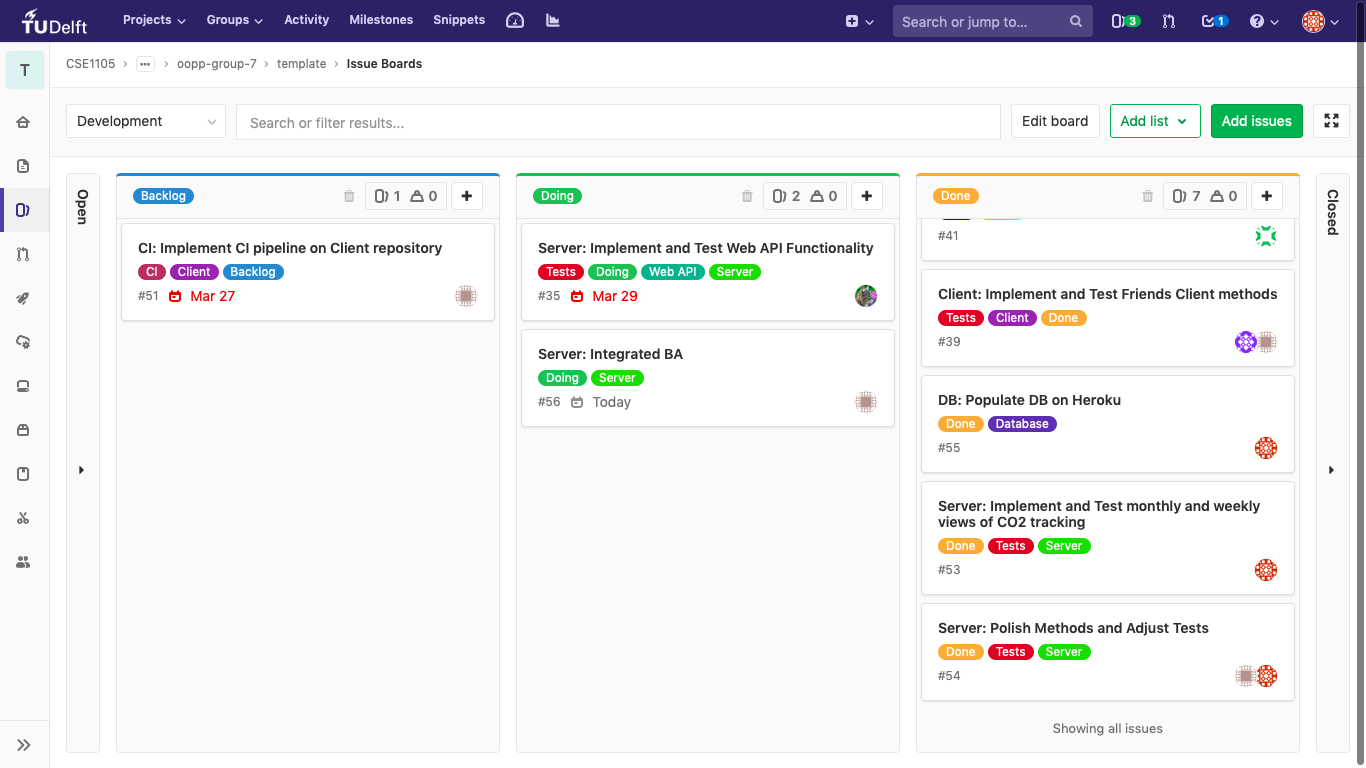 TUDelft Projects Groups Activity Milestones Snippets Search or jump to... 3 1
T CSE1105 oopp-group-7 template Issue Boards
Development Search or filter results... Edit board Add list Add issues
Open
Backlog 1 0
CI: Implement CI pipeline on Client repository
CI Client Backlog
#51 Mar 27
Doing 2 0
Server: Implement and Test Web API Functionality
Tests Doing Web API Server
#35 Mar 29
Server: Integrated BA
Doing Server
#56 Today
Done 7 0
#41
Client: Implement and Test Friends Client methods
Tests Client Done
#39
DB: Populate DB on Heroku
Done Database
#55
Server: Implement and Test monthly and weekly
views of CO2 tracking
Done Tests Server
#53
Server: Polish Methods and Adjust Tests
Done Tests Server
#54
Showing all issues
Closed